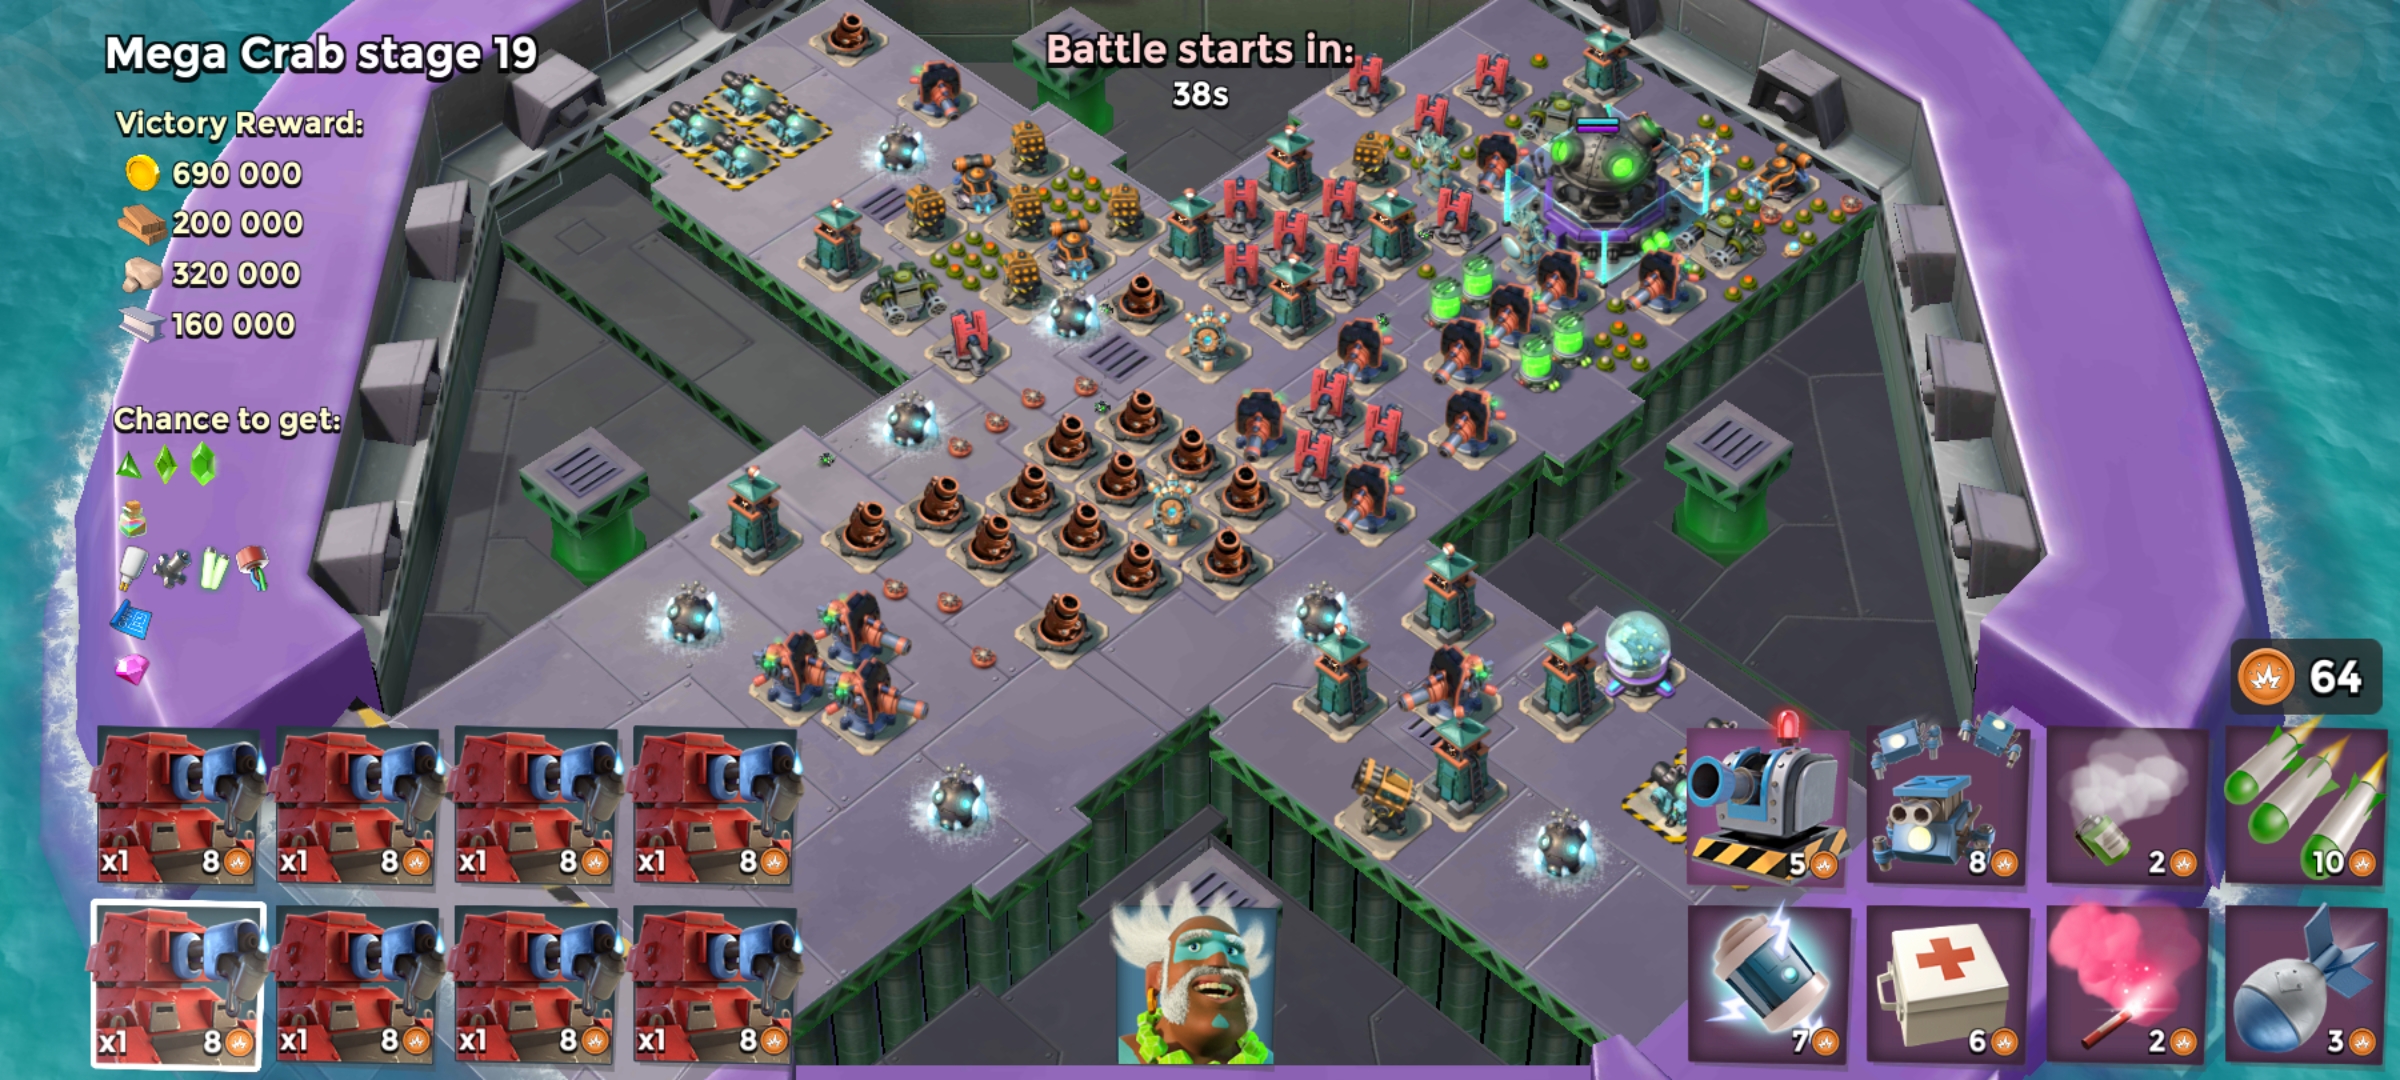 Mega Crab stage 19
Battle starts in:
38s
Victory Reward:
690 000
200 000
320 000
160 000
Chance to get:
64
x1 8
x1 8
x1 8
x1 8
5
8
2
10
x1 8
x1 8
x1 8
x1 8
7
6
2
3